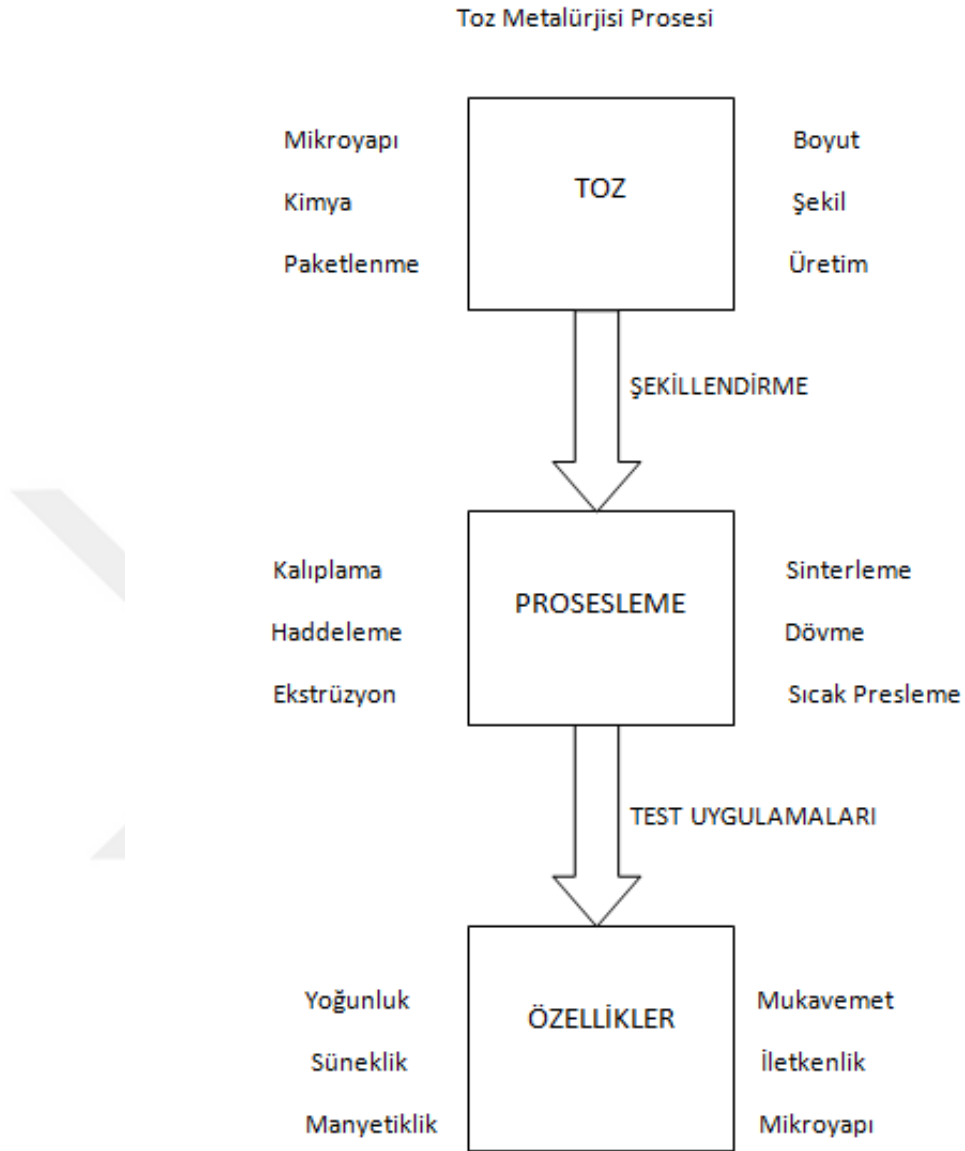 Toz Metalürjisi Prosesi
Mikroyapı
Kimya
Paketlenme
TOZ
Boyut
Şekil
Üretim
ŞEKİLLENDİRME
Kalıplama
Haddeleme
Ekstrüzyon
PROSESLEME
Sinterleme
Dövme
Sıcak Presleme
TEST UYGULAMALARI
Yoğunluk
Süneklik
Manyetiklik
ÖZELLİKLER
Mukavemet
İletkenlik
Mikroyapı